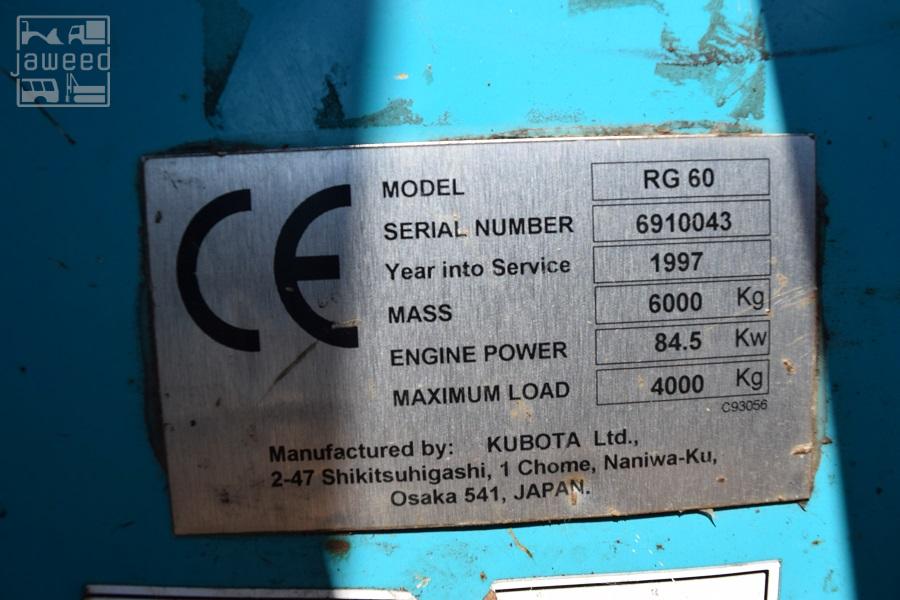 jaweed
CE
MODEL RG 60
SERIAL NUMBER 6910043
Year into Service 1997
MASS 6000 Kg
ENGINE POWER 84.5 Kw
MAXIMUM LOAD 4000 Kg
C93056
Manufactured by: KUBOTA Ltd.,
2-47 Shikitsuhigashi, 1 Chome, Naniwa-Ku,
Osaka 541, JAPAN.